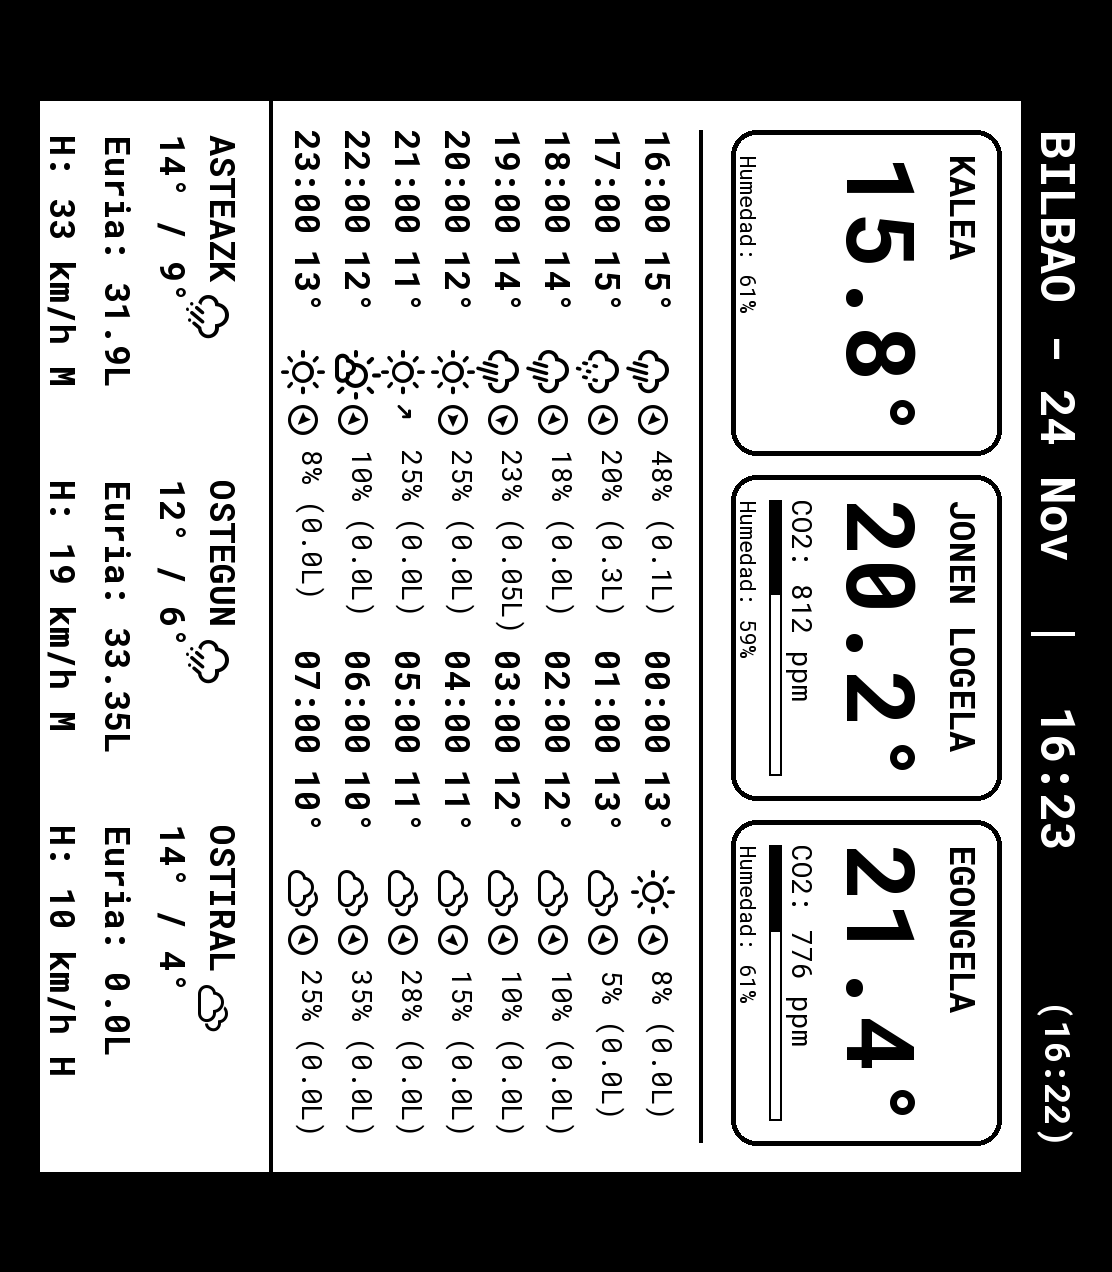 BILBAO - 24 Nov | 16:23 (16:22)
KALEA
15.8°
Humedad: 61%
JONEN LOGELA
20.2°
CO2: 812 ppm
Humedad: 59%
EGONGELA
21.4°
CO2: 776 ppm
Humedad: 61%
16:00 15° 48% (0.1L)
17:00 15° 20% (0.3L)
18:00 14° 18% (0.0L)
19:00 14° 23% (0.05L)
20:00 12° 25% (0.0L)
21:00 11° 25% (0.0L)
22:00 12° 10% (0.0L)
23:00 13° 8% (0.0L)
00:00 13° 8% (0.0L)
01:00 13° 5% (0.0L)
02:00 12° 10% (0.0L)
03:00 12° 10% (0.0L)
04:00 11° 15% (0.0L)
05:00 11° 28% (0.0L)
06:00 10° 35% (0.0L)
07:00 10° 25% (0.0L)
ASTEAZK
14° / 9°
Euria: 31.9L
H: 33 km/h M
OSTEGUN
12° / 6°
Euria: 33.35L
H: 19 km/h M
OSTIRAL
14° / 4°
Euria: 0.0L
H: 10 km/h H